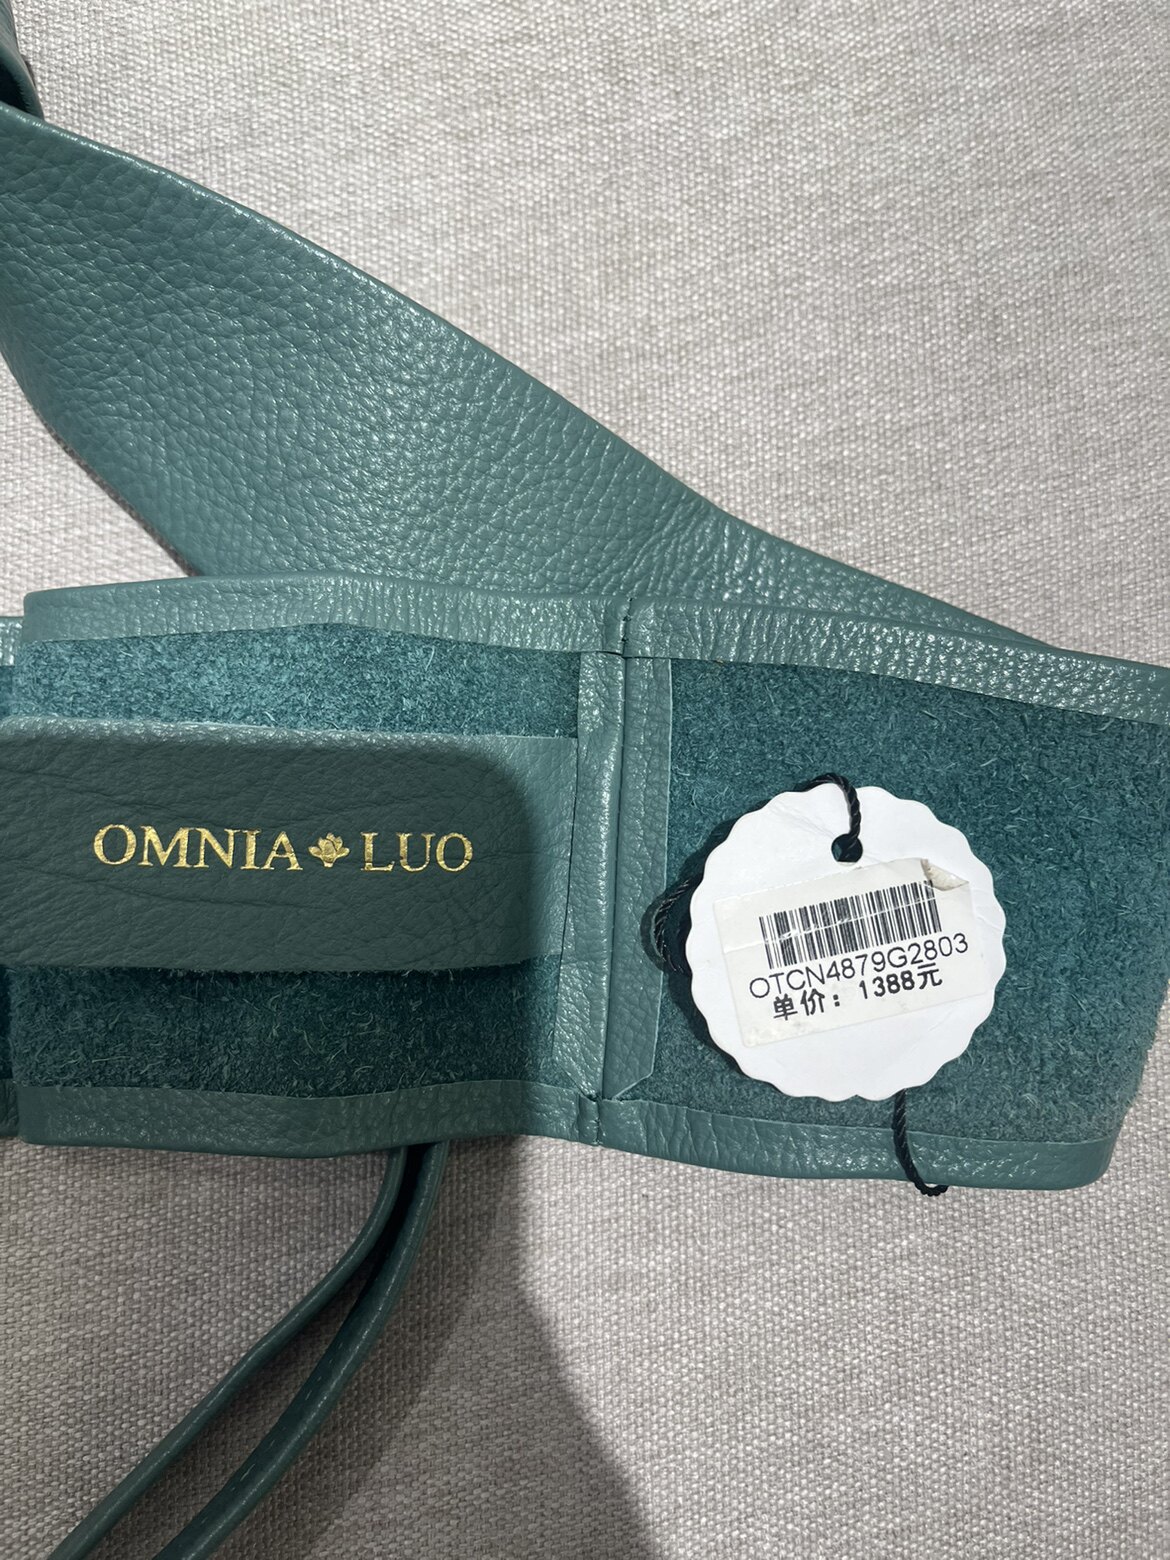 OMNIA LUO
OTCN4879G2803
单价：1388元